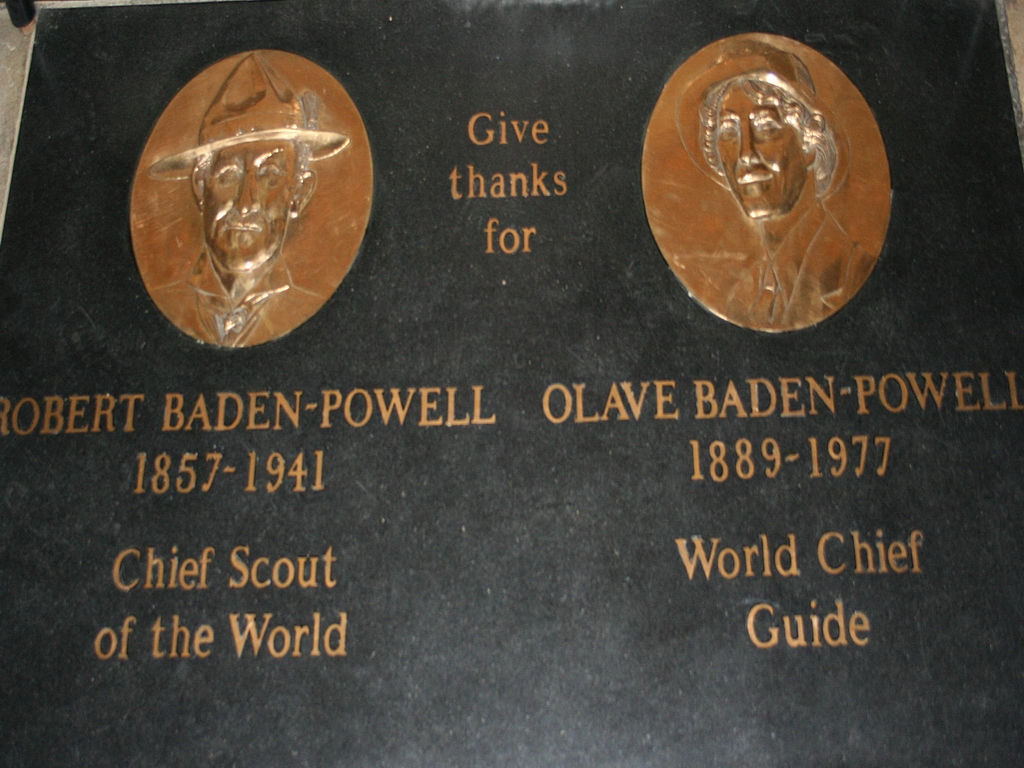 Give
thanks
for
ROBERT BADEN-POWELL
1857-1941
Chief Scout
of the World
OLAVE BADEN-POWELL
1889-1977
World Chief
Guide